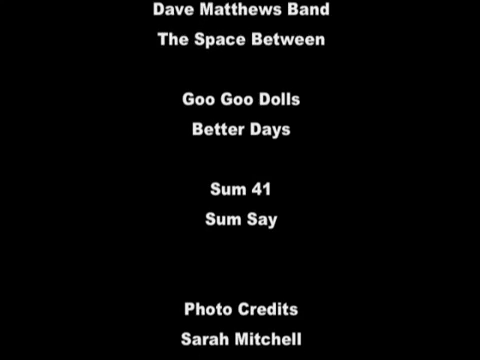 Dave Matthews Band
The Space Between
Goo Goo Dolls
Better Days
Sum 41
Sum Say
Photo Credits
Sarah Mitchell